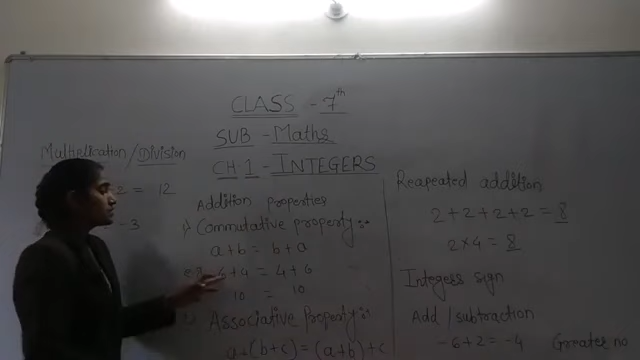 CLASS - 7th
SUB - Maths
CH 1 - INTEGERS
Multiplication / Division
2 = 12
-3
Addition properties
Commutative property :-
a+b = b+a
6+4 = 4+6
10 = 10
Associative Property :-
a+(b+c) = (a+b)+c
Reapeated addition
2+2+2+2 = 8
2×4 = 8
Integess sign
Add / subtraction
-6+2 = -4
Greater no